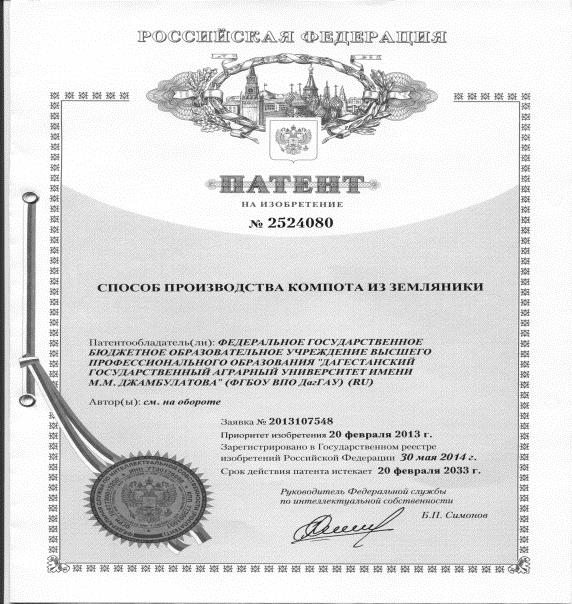 РОССИЙСКАЯ ФЕДЕРАЦИЯ
ПАТЕНТ
НА ИЗОБРЕТЕНИЕ
№ 2524080
СПОСОБ ПРОИЗВОДСТВА КОМПОТА ИЗ ЗЕМЛЯНИКИ
Патентообладатель(ли): ФЕДЕРАЛЬНОЕ ГОСУДАРСТВЕННОЕ
БЮДЖЕТНОЕ ОБРАЗОВАТЕЛЬНОЕ УЧРЕЖДЕНИЕ ВЫСШЕГО
ПРОФЕССИОНАЛЬНОГО ОБРАЗОВАНИЯ "ДАГЕСТАНСКИЙ
ГОСУДАРСТВЕННЫЙ АГРАРНЫЙ УНИВЕРСИТЕТ ИМЕНИ
М.М. ДЖАМБУЛАТОВА" (ФГБОУ ВПО ДагГАУ) (RU)
Автор(ы): см. на обороте
Заявка № 2013107548
Приоритет изобретения 20 февраля 2013 г.
Зарегистрировано в Государственном реестре
изобретений Российской Федерации 30 мая 2014 г.
Срок действия патента истекает 20 февраля 2033 г.
Руководитель Федеральной службы
по интеллектуальной собственности
Б.П. Симонов